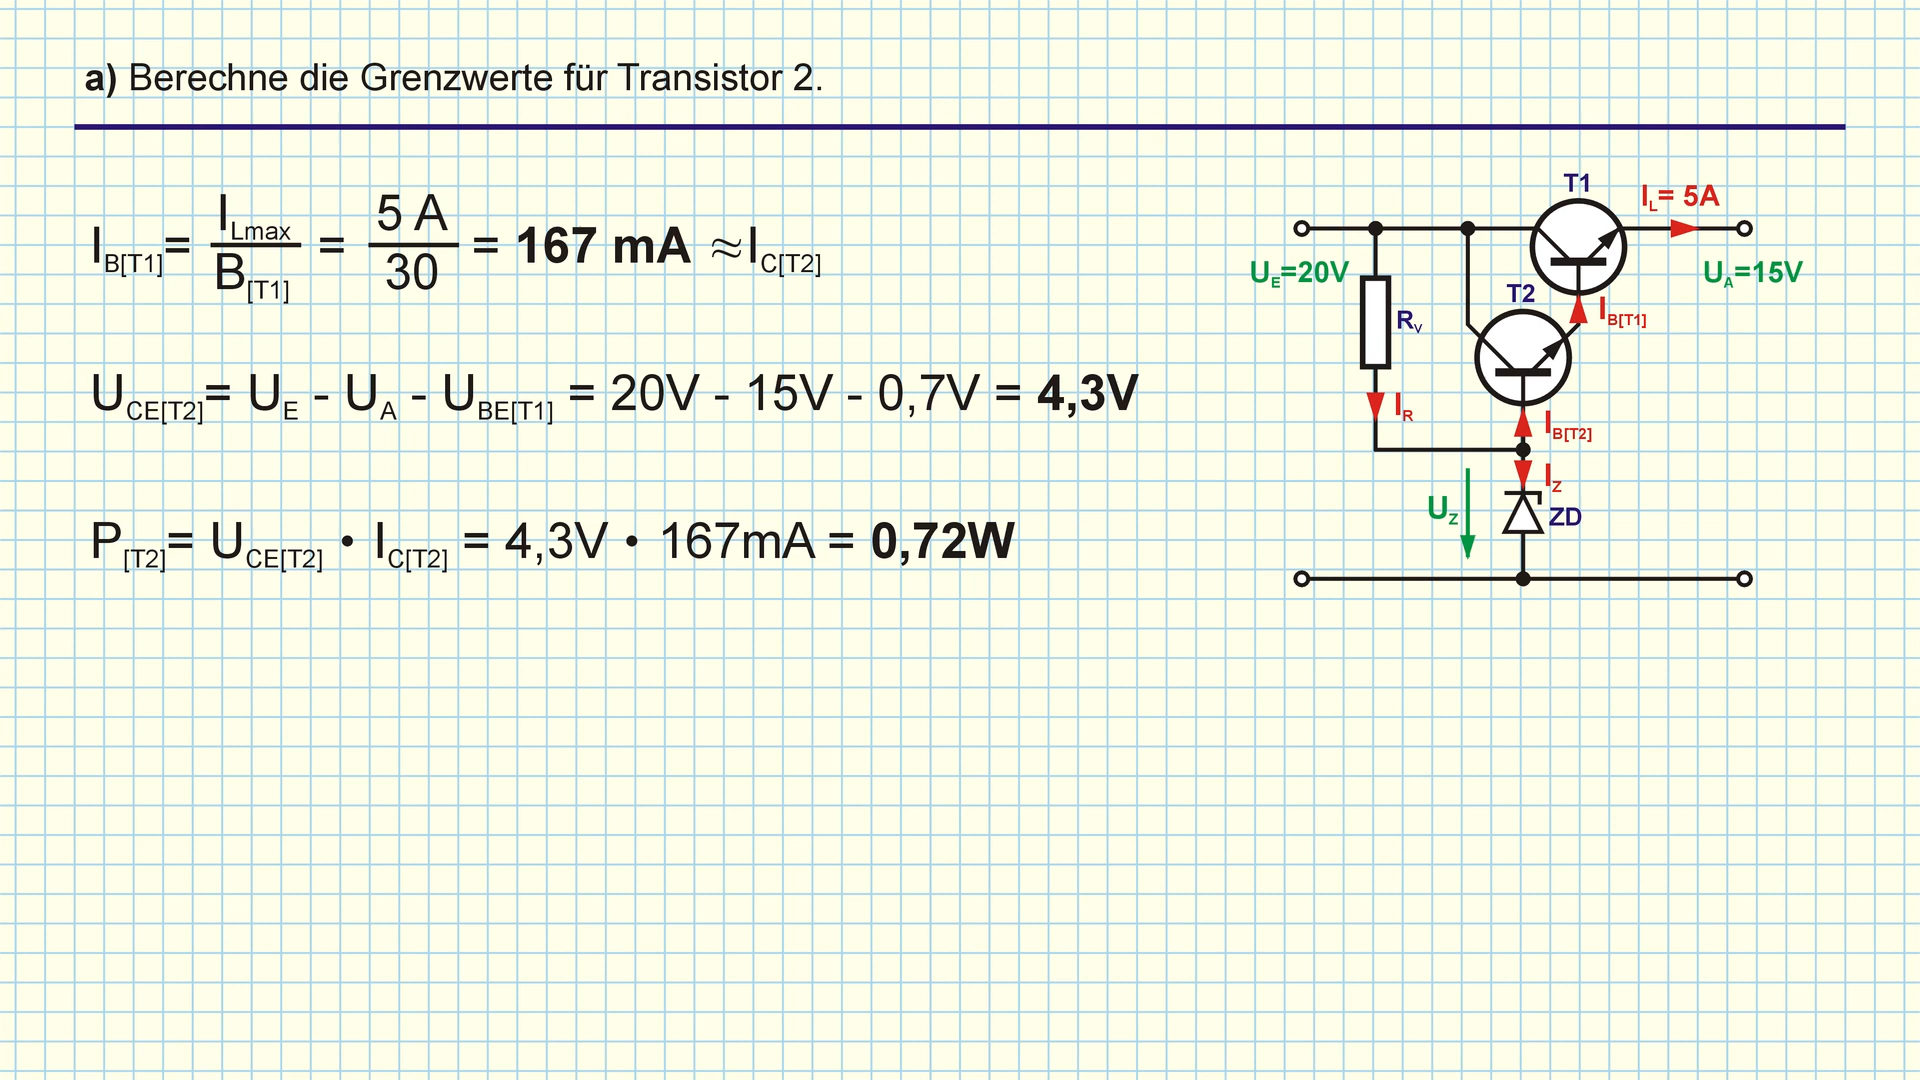 a) Berechne die Grenzwerte für Transistor 2.
I_B[T1] = I_Lmax / B_[T1] = 5 A / 30 = 167 mA ≈ I_C[T2]
U_CE[T2] = U_E - U_A - U_BE[T1] = 20V - 15V - 0,7V = 4,3V
P_[T2] = U_CE[T2] • I_C[T2] = 4,3V • 167mA = 0,72W
T1
I_L = 5A
U_E=20V
U_A=15V
T2
I_B[T1]
R_V
I_R
I_B[T2]
I_Z
U_Z
ZD